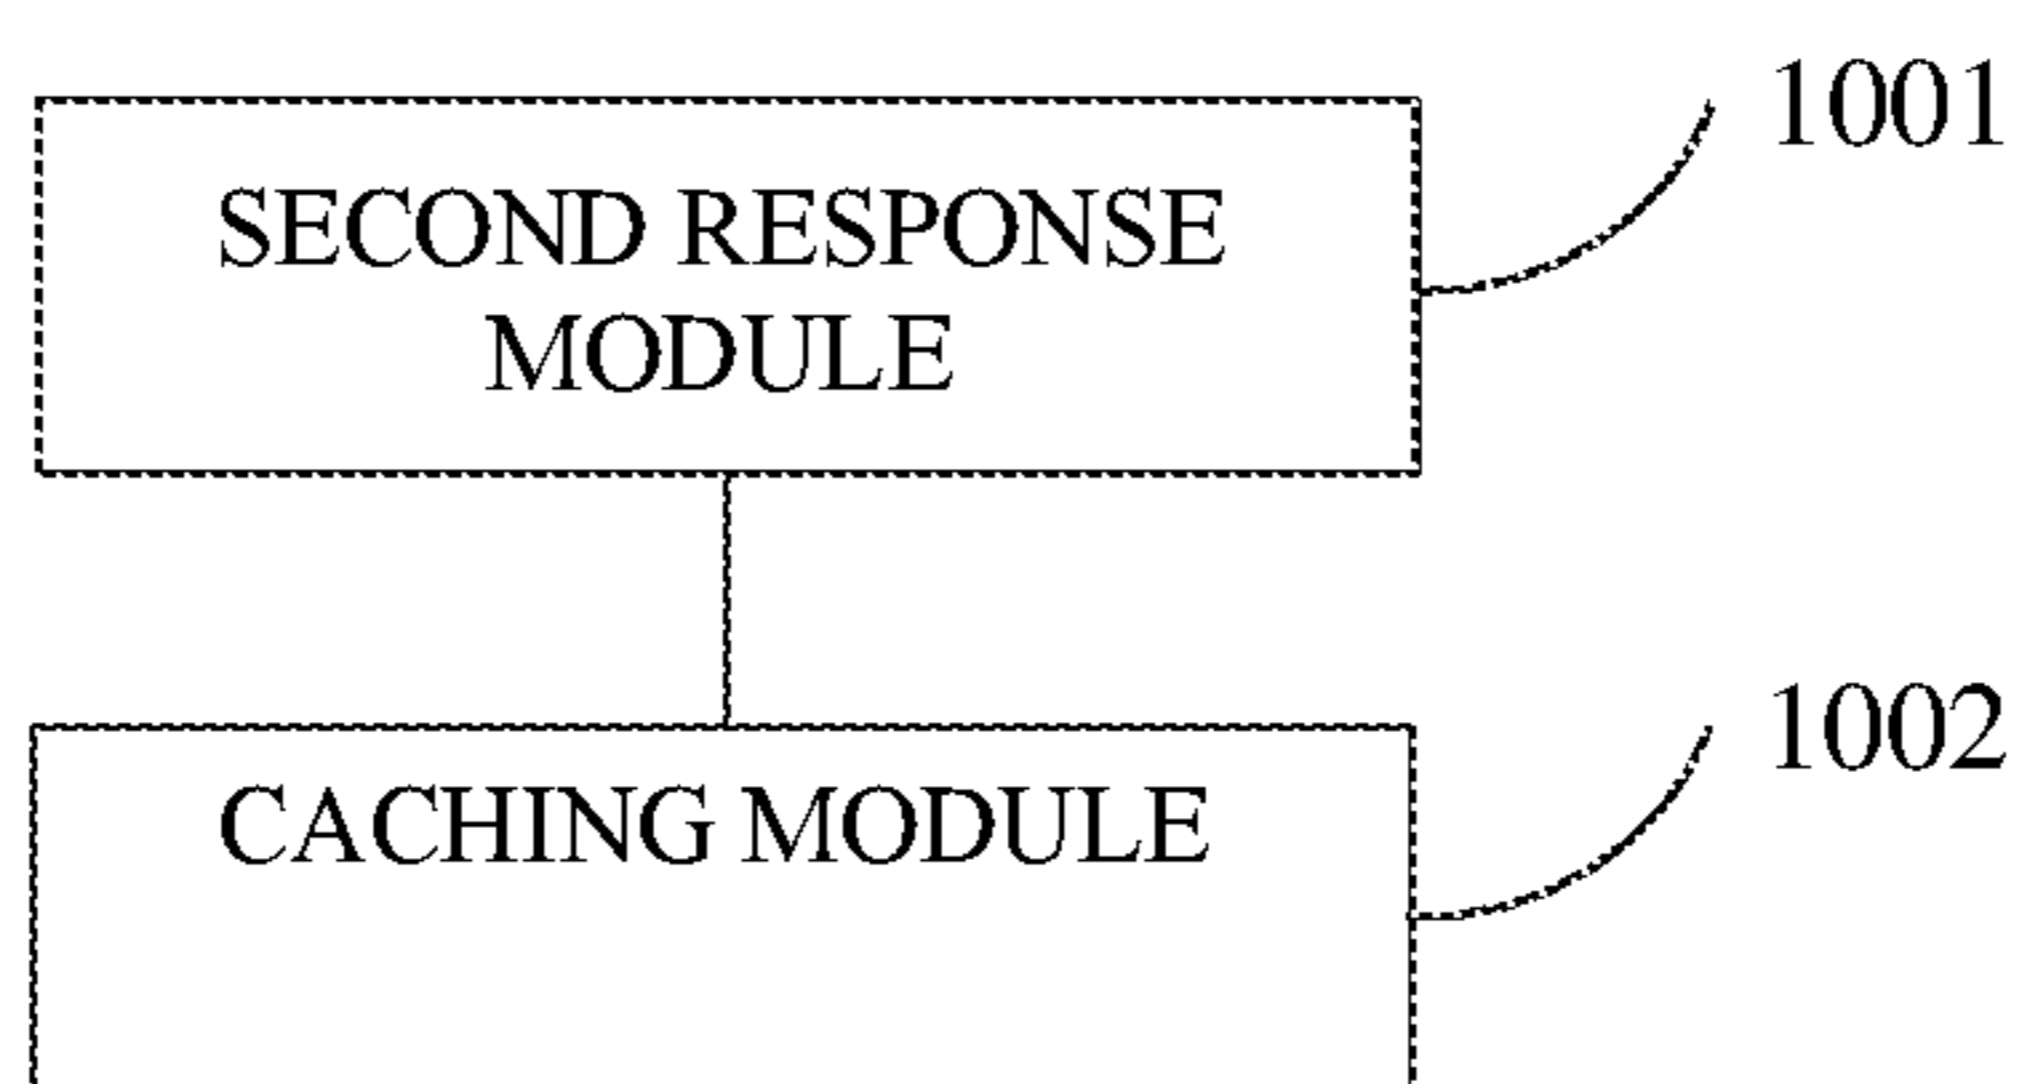 1001
SECOND RESPONSE
MODULE
1002
CACHING MODULE